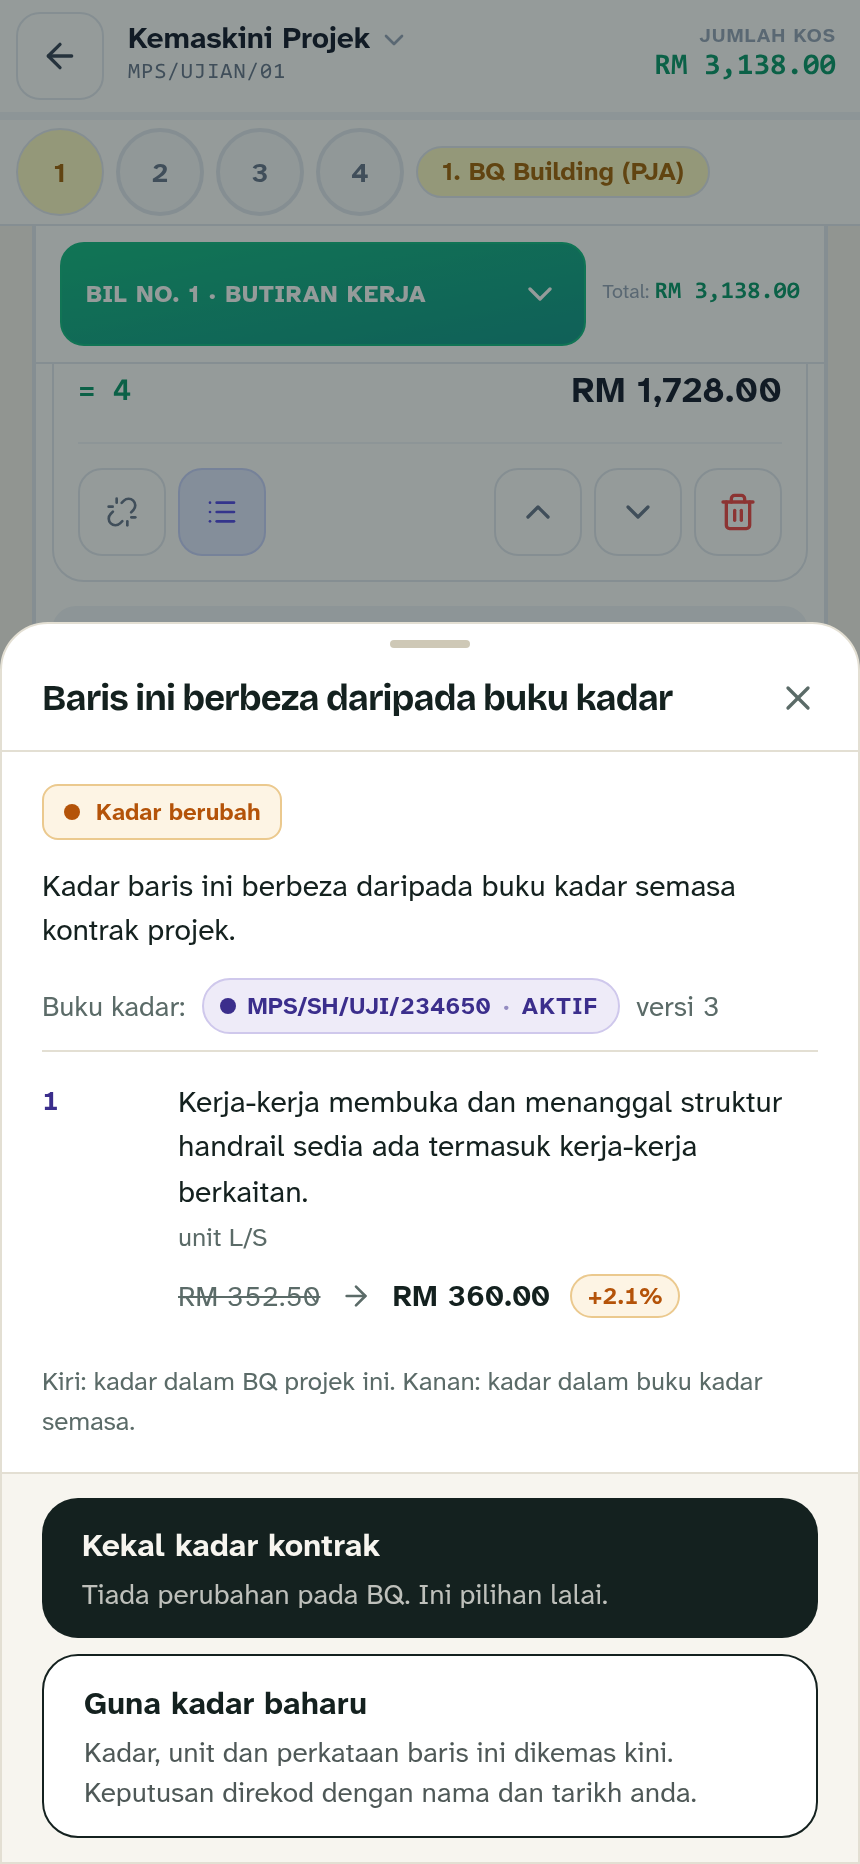 Kemaskini Projek
MPS/UJIAN/01
JUMLAH KOS
RM 3,138.00
1
2
3
4
1. BQ Building (PJA)
BIL NO. 1 · BUTIRAN KERJA
Total: RM 3,138.00
= 4
RM 1,728.00
Baris ini berbeza daripada buku kadar
Kadar berubah
Kadar baris ini berbeza daripada buku kadar semasa
kontrak projek.
Buku kadar: MPS/SH/UJI/234650 · AKTIF versi 3
1
Kerja-kerja membuka dan menanggal struktur
handrail sedia ada termasuk kerja-kerja
berkaitan.
unit L/S
RM 352.50 → RM 360.00 +2.1%
Kiri: kadar dalam BQ projek ini. Kanan: kadar dalam buku kadar
semasa.
Kekal kadar kontrak
Tiada perubahan pada BQ. Ini pilihan lalai.
Guna kadar baharu
Kadar, unit dan perkataan baris ini dikemas kini.
Keputusan direkod dengan nama dan tarikh anda.